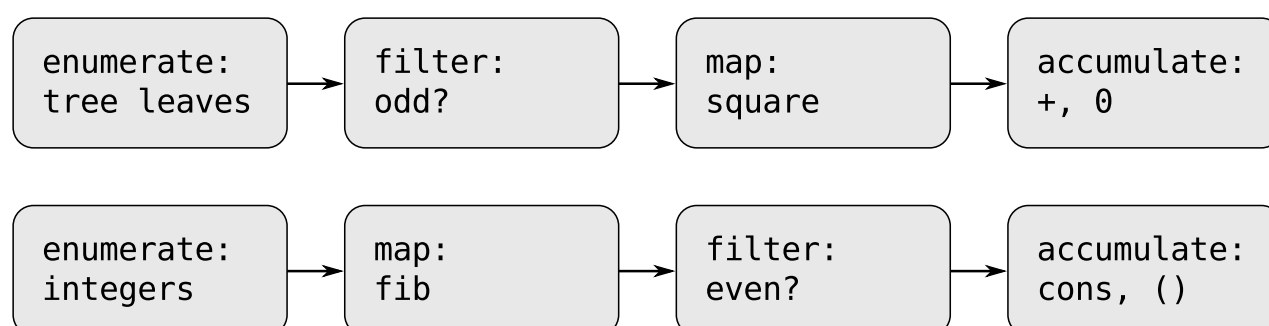 enumerate:
tree leaves
filter:
odd?
map:
square
accumulate:
+, 0
enumerate:
integers
map:
fib
filter:
even?
accumulate:
cons, ()